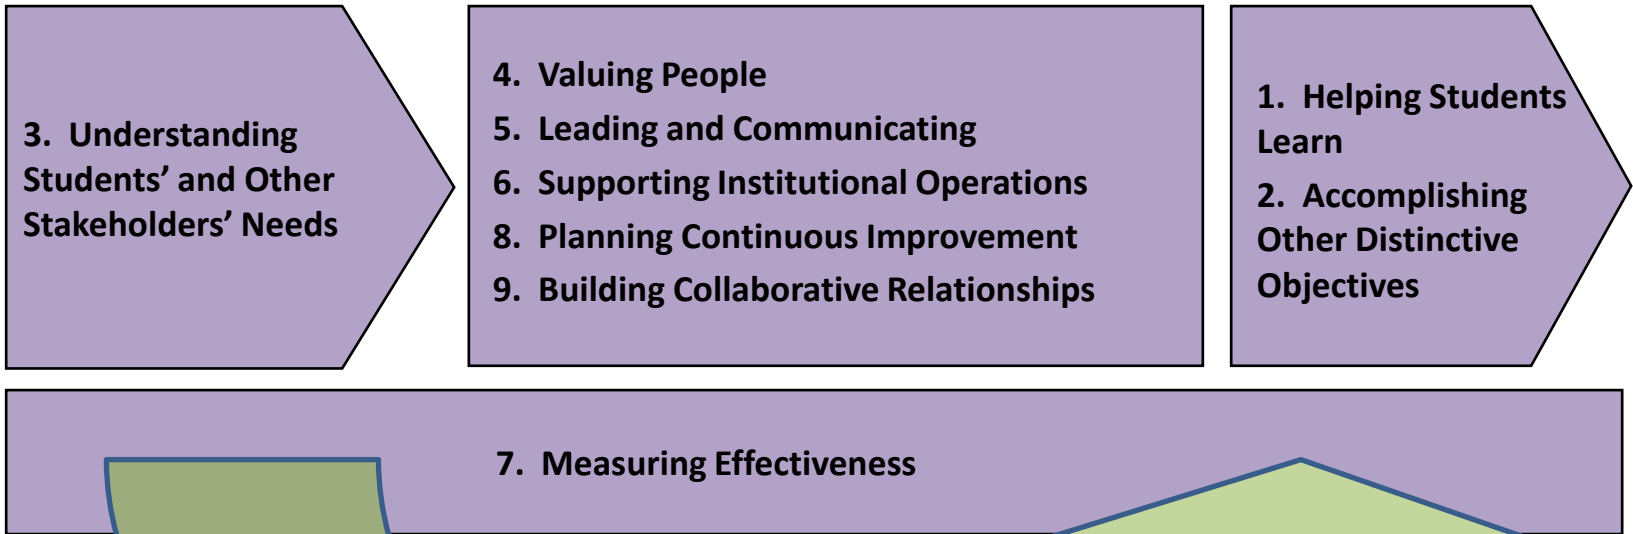 3. Understanding
Students’ and Other
Stakeholders’ Needs
4. Valuing People
5. Leading and Communicating
6. Supporting Institutional Operations
8. Planning Continuous Improvement
9. Building Collaborative Relationships
1. Helping Students
Learn
2. Accomplishing
Other Distinctive
Objectives
7. Measuring Effectiveness